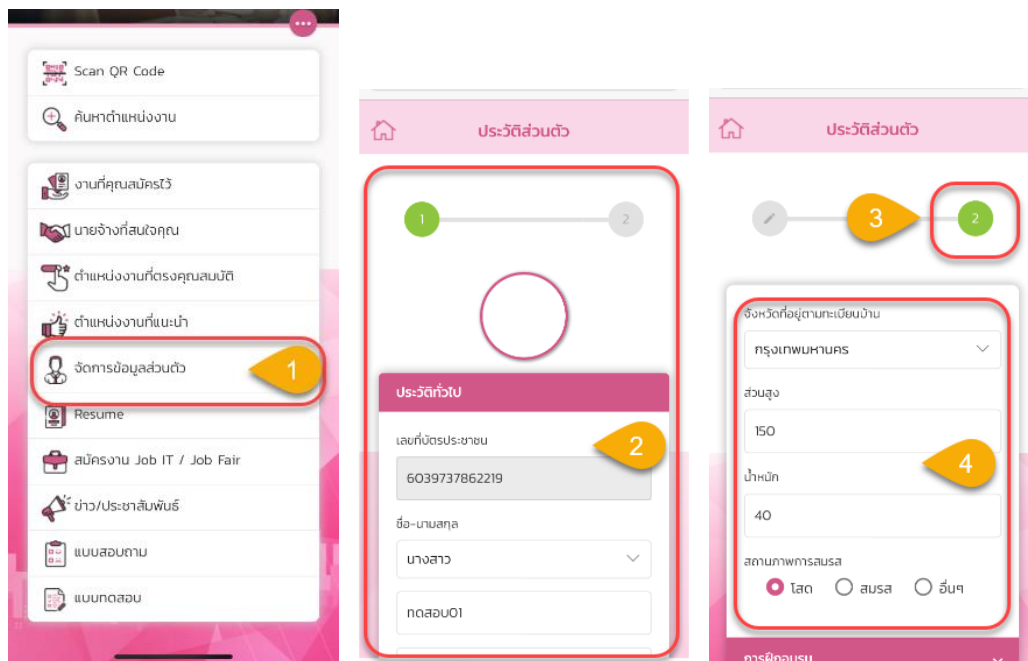 Scan QR Code
ค้นหาตำแหน่งงาน
งานที่คุณสมัครไว้
นายจ้างที่สนใจคุณ
ตำแหน่งงานที่ตรงคุณสมบัติ
ตำแหน่งงานที่แนะนำ
จัดการข้อมูลส่วนตัว
1
Resume
สมัครงาน Job IT / Job Fair
ข่าว/ประชาสัมพันธ์
แบบสอบถาม
แบบทดสอบ
ประวัติส่วนตัว
1
2
ประวัติทั่วไป
เลขที่บัตรประชาชน
2
6039737862219
ชื่อ-นามสกุล
นางสาว
ทดสอบ01
ประวัติส่วนตัว
3
2
จังหวัดที่อยู่ตามทะเบียนบ้าน
กรุงเทพมหานคร
ส่วนสูง
150
4
น้ำหนัก
40
สถานภาพการสมรส
โสด
สมรส
อื่นๆ
การฝึกอบรม